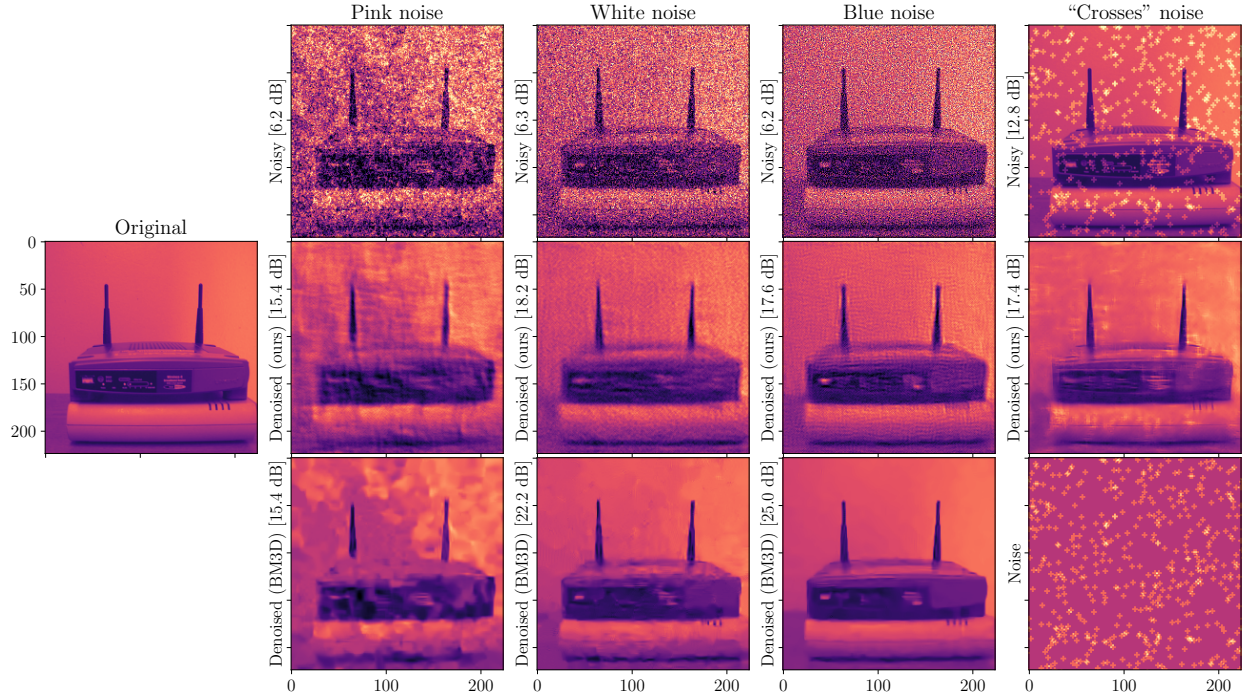 Pink noise
White noise
Blue noise
“Crosses” noise
Noisy [6.2 dB]
Noisy [6.3 dB]
Noisy [6.2 dB]
Noisy [12.8 dB]
Original
0
50
100
150
200
Denoised (ours) [15.4 dB]
Denoised (ours) [18.2 dB]
Denoised (ours) [17.6 dB]
Denoised (ours) [17.4 dB]
Denoised (BM3D) [15.4 dB]
Denoised (BM3D) [22.2 dB]
Denoised (BM3D) [25.0 dB]
Noise
0 100 200
0 100 200
0 100 200
0 100 200